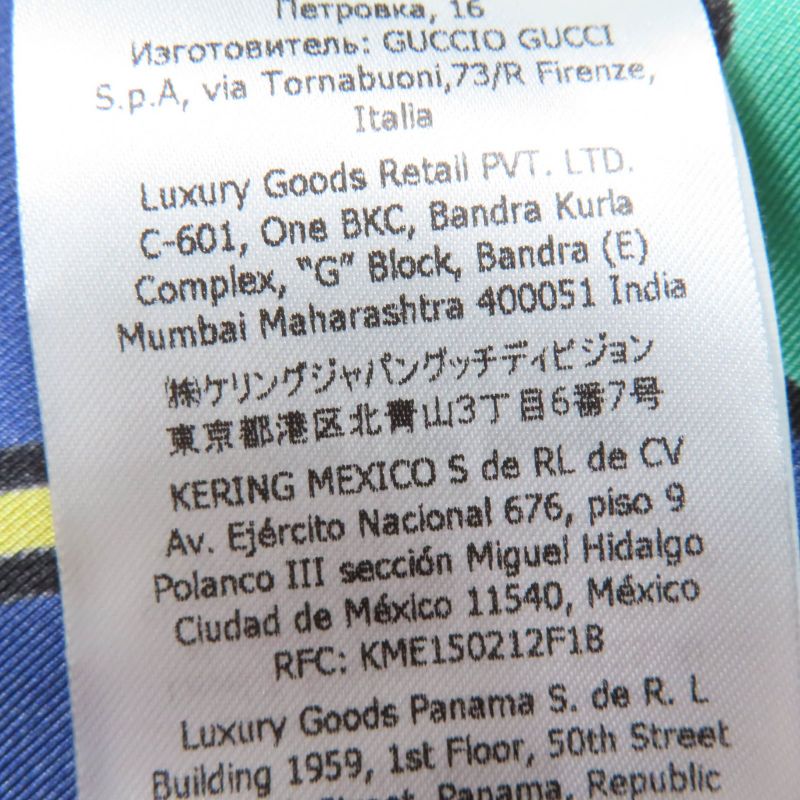 Петровка, 16
Изготовитель: GUCCIO GUCCI
S.p.A, via Tornabuoni,73/R Firenze,
Italia
Luxury Goods Retail PVT. LTD.
C-601, One BKC, Bandra Kurla
Complex, "G" Block, Bandra (E)
Mumbai Maharashtra 400051 India
㈱ケリングジャパングッチディビジョン
東京都港区北青山3丁目6番7号
KERING MEXICO S de RL de CV
Av. Ejército Nacional 676, piso 9
Polanco III sección Miguel Hidalgo
Ciudad de México 11540, México
RFC: KME150212F1B
Luxury Goods Panama S. de R. L
Building 1959, 1st Floor, 50th Street
Street, Panama, Republic